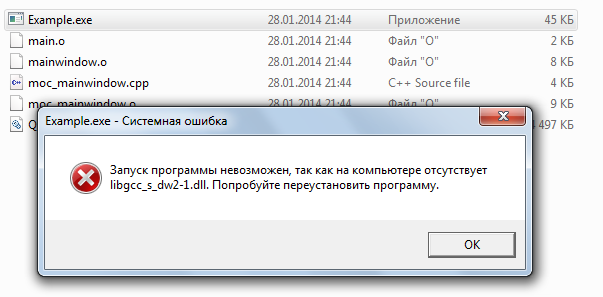 Example.exe 28.01.2014 21:44 Приложение 45 КБ
main.o 28.01.2014 21:44 Файл "O" 2 КБ
mainwindow.o 28.01.2014 21:44 Файл "O" 8 КБ
moc_mainwindow.cpp 28.01.2014 21:44 C++ Source file 4 КБ
moc_mainwindow.o 28.01.2014 21:44 Файл "O" 9 КБ
497 КБ
Example.exe - Системная ошибка
Запуск программы невозможен, так как на компьютере отсутствует
libgcc_s_dw2-1.dll. Попробуйте переустановить программу.
ОК